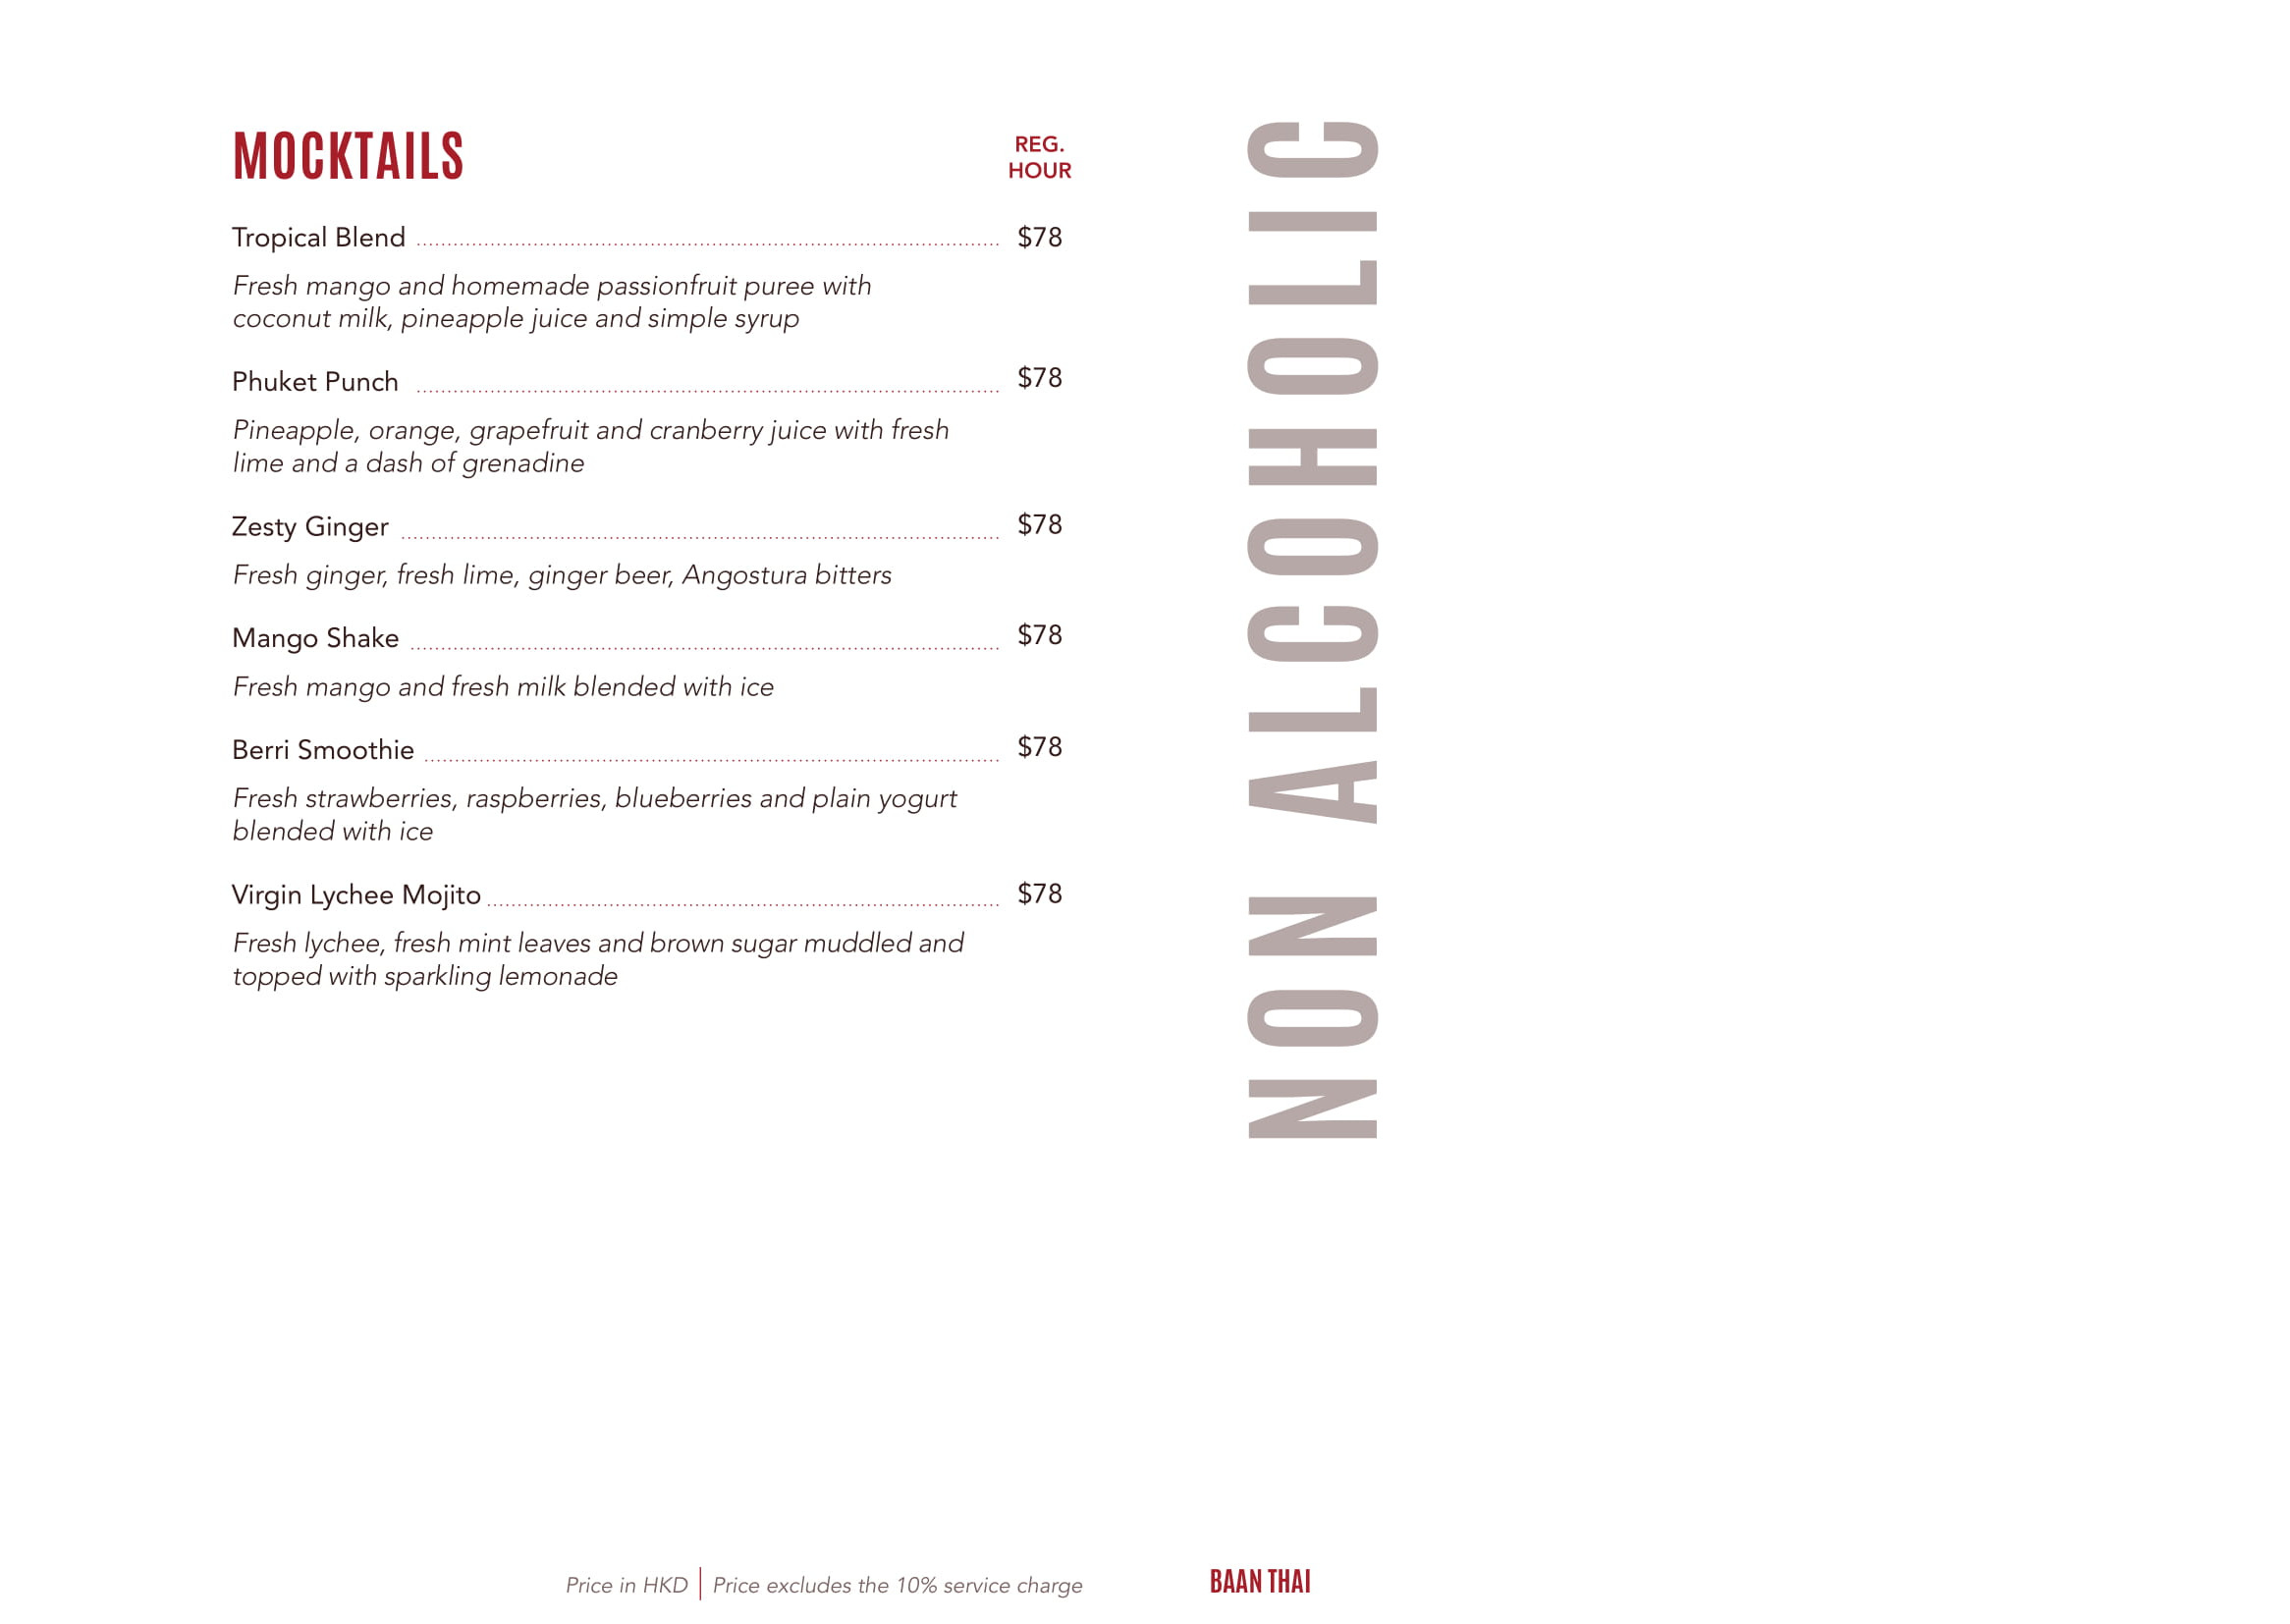 MOCKTAILS
REG.
HOUR
Tropical Blend $78
Fresh mango and homemade passionfruit puree with
coconut milk, pineapple juice and simple syrup
Phuket Punch $78
Pineapple, orange, grapefruit and cranberry juice with fresh
lime and a dash of grenadine
Zesty Ginger $78
Fresh ginger, fresh lime, ginger beer, Angostura bitters
Mango Shake $78
Fresh mango and fresh milk blended with ice
Berri Smoothie $78
Fresh strawberries, raspberries, blueberries and plain yogurt
blended with ice
Virgin Lychee Mojito $78
Fresh lychee, fresh mint leaves and brown sugar muddled and
topped with sparkling lemonade
NON ALCOHOLIC
Price in HKD | Price excludes the 10% service charge
BAAN THAI